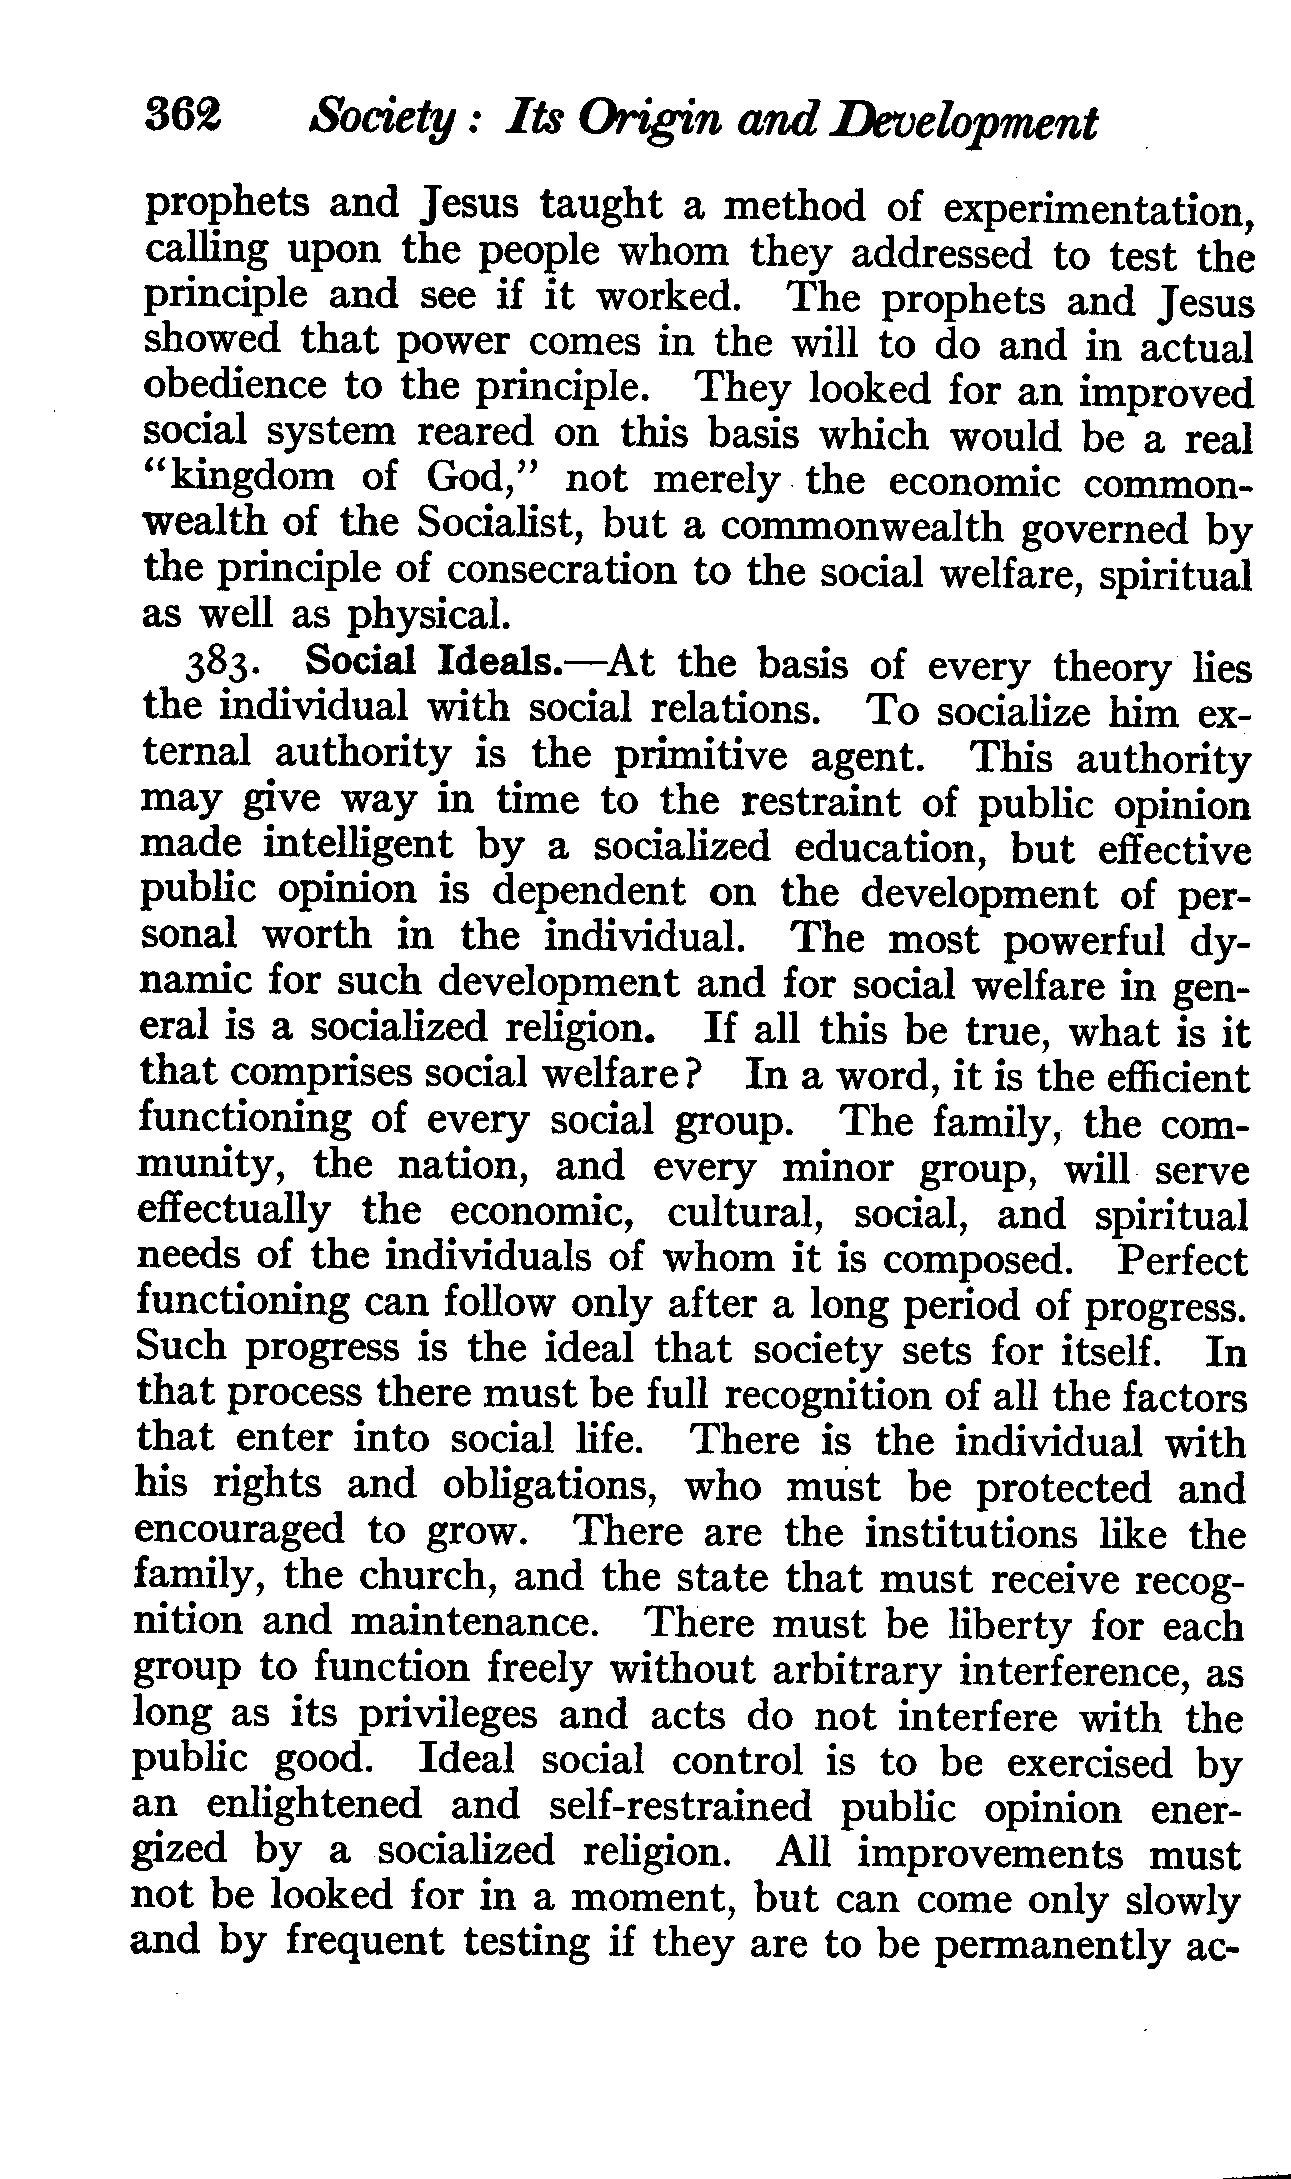 362 Society: Its Origin and Development
prophets and Jesus taught a method of experimentation,
calling upon the people whom they addressed to test the
principle and see if it worked. The prophets and Jesus
showed that power comes in the will to do and in actual
obedience to the principle. They looked for an improved
social system reared on this basis which would be a real
“kingdom of God,” not merely the economic common-
wealth of the Socialist, but a commonwealth governed by
the principle of consecration to the social welfare, spiritual
as well as physical.
383. Social Ideals.—At the basis of every theory lies
the individual with social relations. To socialize him ex-
ternal authority is the primitive agent. This authority
may give way in time to the restraint of public opinion
made intelligent by a socialized education, but effective
public opinion is dependent on the development of per-
sonal worth in the individual. The most powerful dy-
namic for such development and for social welfare in gen-
eral is a socialized religion. If all this be true, what is it
that comprises social welfare? In a word, it is the efficient
functioning of every social group. The family, the com-
munity, the nation, and every minor group, will serve
effectually the economic, cultural, social, and spiritual
needs of the individuals of whom it is composed. Perfect
functioning can follow only after a long period of progress.
Such progress is the ideal that society sets for itself. In
that process there must be full recognition of all the factors
that enter into social life. There is the individual with
his rights and obligations, who must be protected and
encouraged to grow. There are the institutions like the
family, the church, and the state that must receive recog-
nition and maintenance. There must be liberty for each
group to function freely without arbitrary interference, as
long as its privileges and acts do not interfere with the
public good. Ideal social control is to be exercised by
an enlightened and self-restrained public opinion ener-
gized by a socialized religion. All improvements must
not be looked for in a moment, but can come only slowly
and by frequent testing if they are to be permanently ac-